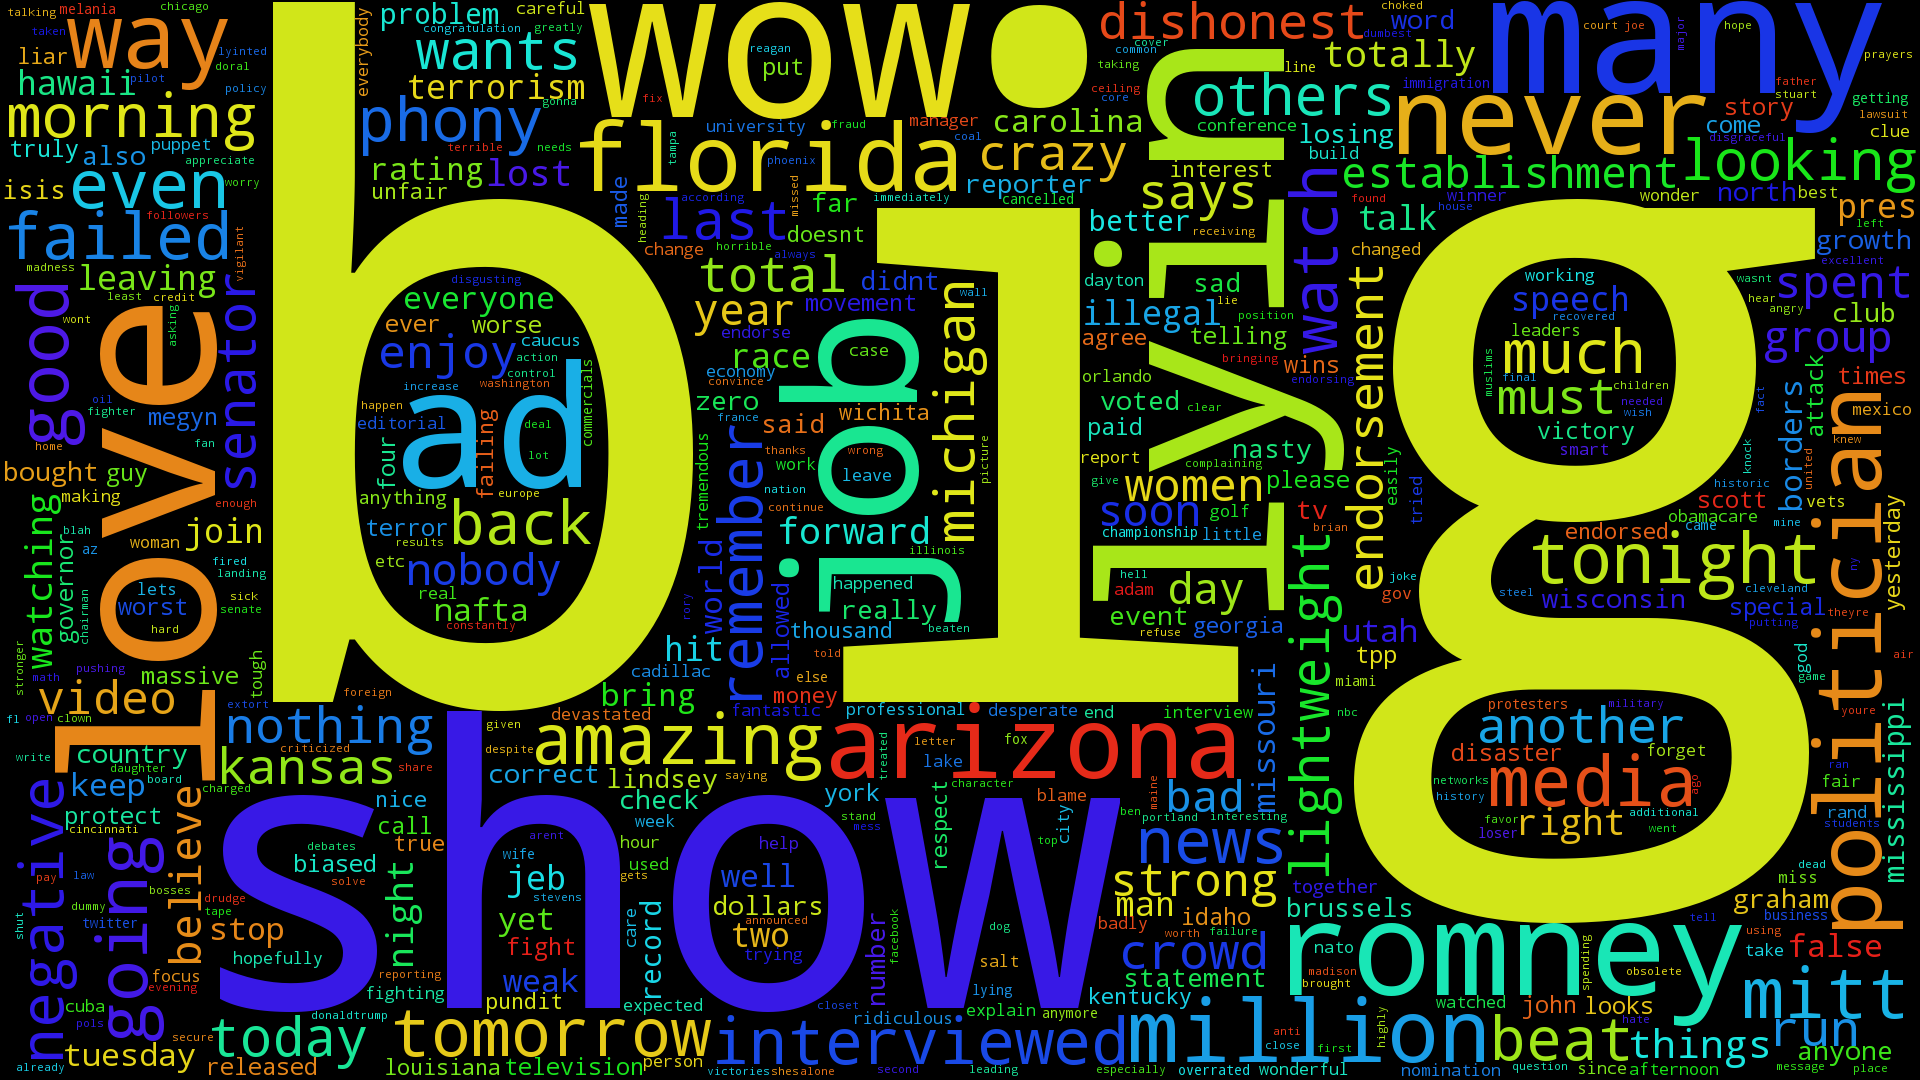 big
show
wow
many
way
love
ad
job
lyin
romney
arizona
florida
never
politician
million
tomorrow
interviewed
amazing
tonight
media
morning
even
failed
good
senator
phony
wants
terrorism
problem
dishonest
others
totally
establishment
looking
crazy
carolina
says
last
lost
total
year
race
michigan
watch
endorsement
lightweight
remember
forward
women
soon
day
illegal
much
must
speech
victory
another
right
disaster
back
nobody
nafta
enjoy
everyone
worse
ever
nothing
kansas
video
negative
going
believe
today
tuesday
released
stop
night
biased
true
call
nice
jeb
yet
fight
weak
pundit
well
dollars
two
news
strong
man
bad
crowd
statement
kentucky
idaho
brussels
beat
things
mitt
run
anyone
false
graham
mississippi
missouri
wisconsin
utah
tpp
georgia
event
borders
spent
group
club
growth
pres
times
attack
talk
word
story
come
losing
north
hawaii
liar
truly
also
puppet
isis
leaving
megyn
bought
guy
making
join
woman
watching
governor
worst
lets
massive
tough
country
keep
protect
rating
unfair
reporter
far
doesnt
didnt
movement
made
change
better
sad
telling
agree
wins
nasty
please
voted
paid
report
tv
zero
said
wichita
work
world
allowed
thousand
really
happened
hit
cadillac
bring
money
correct
lindsey
check
york
lake
respect
record
number
city
blame
fox
louisiana
television
person
hopefully
fighting
focus
cuba
explain
ridiculous
salt
lying
expected
john
looks
watched
nato
together
take
since
afternoon
nomination
wonderful
overrated
special
yesterday
scott
obamacare
endorsed
gov
miami
mexico
vets
rand
fair
miss
business
melania
chicago
talking
taken
lyinted
doral
pilot
policy
appreciate
worry
followers
vigilant
madness
least
credit
asking
wont
oil
fighter
home
fan
enough
blah
az
fired
landing
sick
senate
chairman
hard
stronger
pushing
math
extort
fl
open
clown
write
daughter
board
charged
criticized
share
cincinnati
pay
law
bosses
dummy
twitter
drudge
tape
debates
solve
shut
evening
pols
secure
already
donaldtrump
reporting
everybody
careful
congratulation
greatly
gonna
reagan
put
fix
university
fraud
manager
terrible
needs
tampa
phoenix
coal
according
missed
immediately
cancelled
heading
horrible
always
common
cover
taking
ceiling
core
conference
interest
choked
dumbest
line
immigration
build
court
joe
major
hope
prayers
father
stuart
getting
lawsuit
clue
disgraceful
found
winner
house
wonder
best
left
excellent
changed
receiving
wasnt
hear
angry
dayton
lie
position
bringing
endorsing
orlando
clear
complaining
give
golf
little
championship
hell
adam
refuse
easily
tried
brian
joke
disgusting
caucus
action
control
washington
increase
happen
editorial
four
failing
deal
lot
commercials
anything
europe
terror
results
etc
real
constantly
endorse
economy
convince
france
case
wall
picture
thanks
wrong
leave
nation
continue
tremendous
illinois
beaten
rory
told
else
fantastic
foreign
devastated
given
despite
saying
professional
desperate
end
interview
letter
treated
character
week
hour
used
stand
mess
top
maine
ben
portland
interesting
help
arent
wife
stevens
gets
care
announced
trying
facebook
dog
badly
worth
failure
closet
anymore
victories
shes
alone
second
leading
especially
anti
close
first
highly
hate
madison
brought
spending
obsolete
using
tell
dead
students
ran
youre
air
game
god
theyre
putting
cleveland
came
mine
ny
united
knew
historic
knock
fact
working
recovered
leaders
muslims
final
children
needed
wish
smart
steel
protesters
military
forget
networks
history
ago
favor
loser
additional
went
nbc
question
message
place